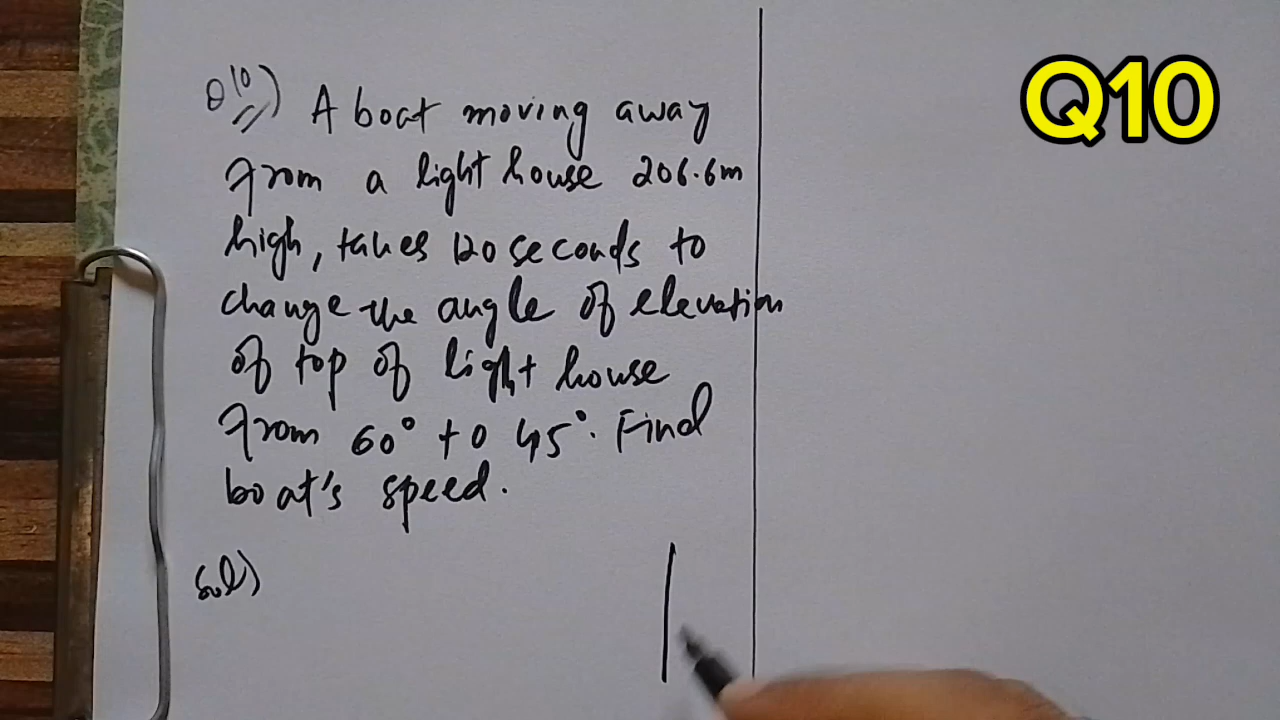 Q10) A boat moving away
from a light house 206.6m
high, takes 120 seconds to
change the angle of elevation
of top of light house
from 60° to 45°. Find
boat's speed.
Sol)
Q10